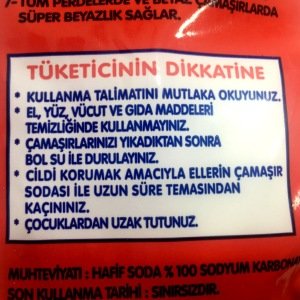 7- TÜM PERDELERDE VE BEYAZ ÇAMAŞIRLARDA
SÜPER BEYAZLIK SAĞLAR.
TÜKETİCİNİN DİKKATİNE
* KULLANMA TALİMATINI MUTLAKA OKUYUNUZ.
* EL, YÜZ, VÜCUT VE GIDA MADDELERİ
TEMİZLİĞİNDE KULLANMAYINIZ.
* ÇAMAŞIRLARINIZI YIKADIKTAN SONRA
BOL SU İLE DURULAYINIZ.
* CİLDİ KORUMAK AMACIYLA ELLERİN ÇAMAŞIR
SODASI İLE UZUN SÜRE TEMASINDAN
KAÇININIZ.
* ÇOCUKLARDAN UZAK TUTUNUZ.
MUHTEVİYATI : HAFİF SODA % 100 SODYUM KARBONA
SON KULLANMA TARİHİ : SINIRSIZDIR.